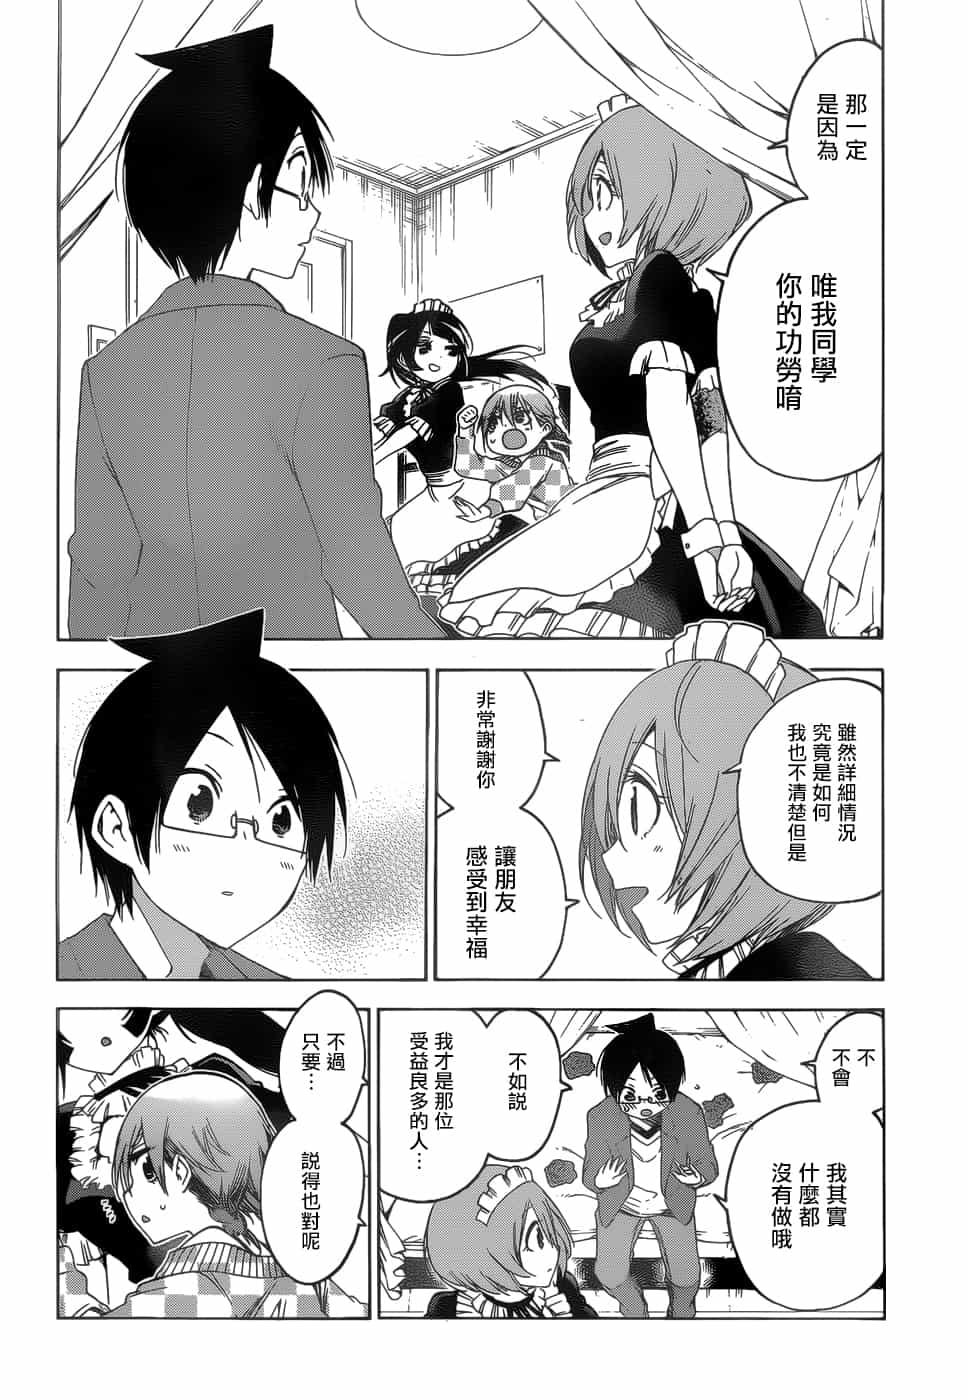 那一定
是因為
唯我同學
你的功勞唷
雖然詳細情況
究竟是如何
我也不清楚但是
非常謝謝你
讓朋友
感受到幸福
不
不會
我其實
什麼都
沒有做哦
不如說
我才是那位
受益良多的人…
不過
只要…
說得也對呢